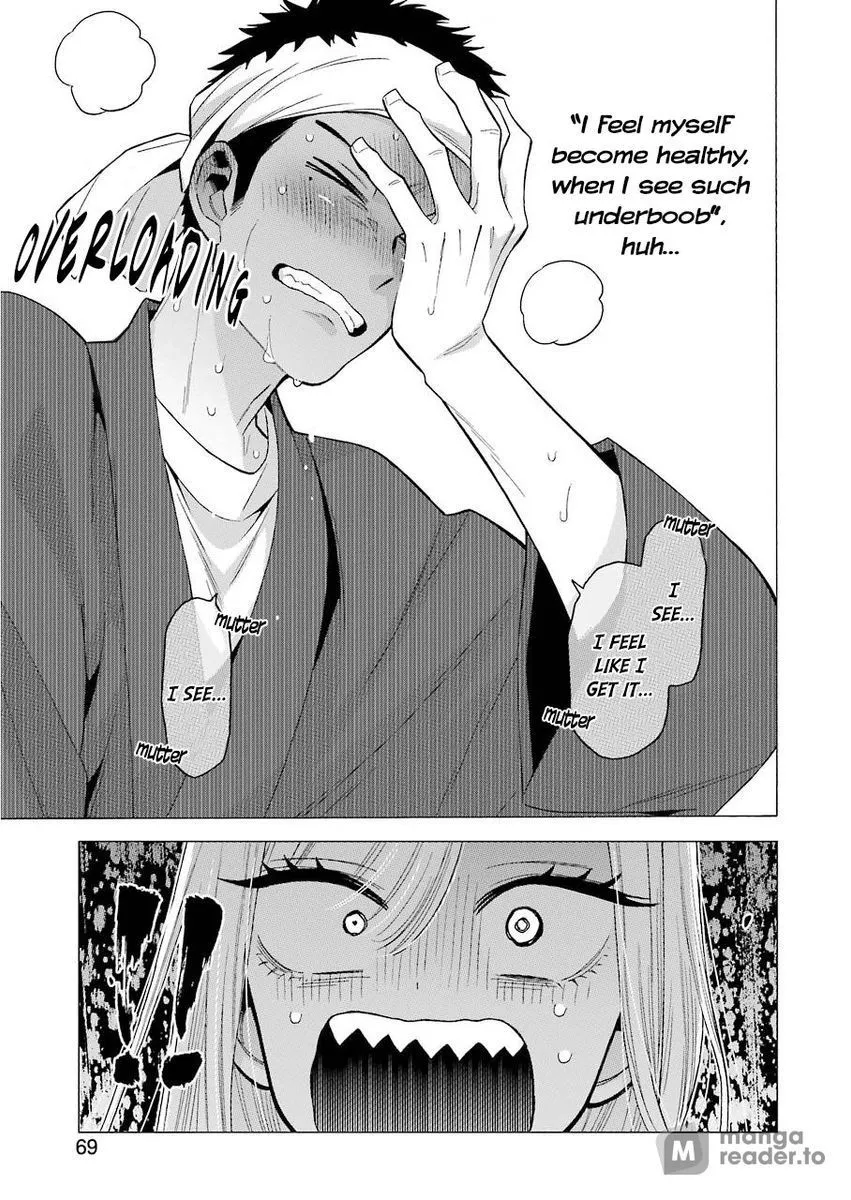 "I Feel myself
become healthy,
when I see such
underboob",
huh...
OVERLOADING
mutter
I
SEE...
I FEEL
LIKE I
GET IT...
mutter
mutter
I SEE...
mutter
!!
69
M manga
reader.to